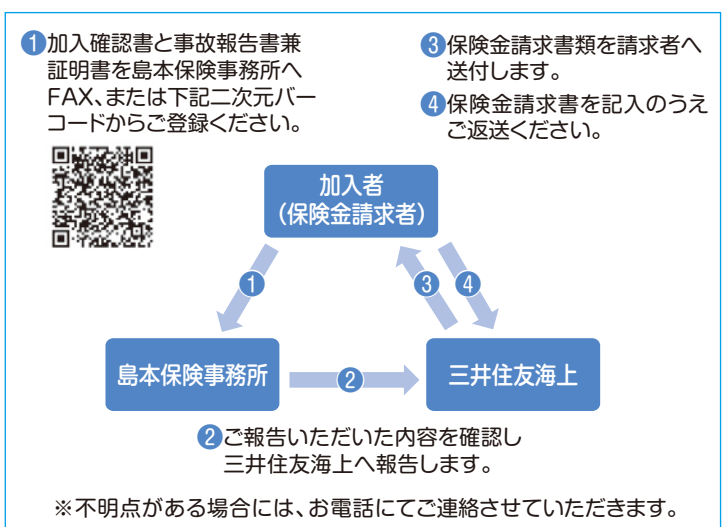 ❶加入確認書と事故報告書兼
証明書を島本保険事務所へ
FAX、または下記二次元バー
コードからご登録ください。
❸保険金請求書類を請求者へ
送付します。
❹保険金請求書を記入のうえ
ご返送ください。
加入者
（保険金請求者）
❶
❸
❹
島本保険事務所
❷
三井住友海上
❷ご報告いただいた内容を確認し
三井住友海上へ報告します。
※不明点がある場合には、お電話にてご連絡させていただきます。